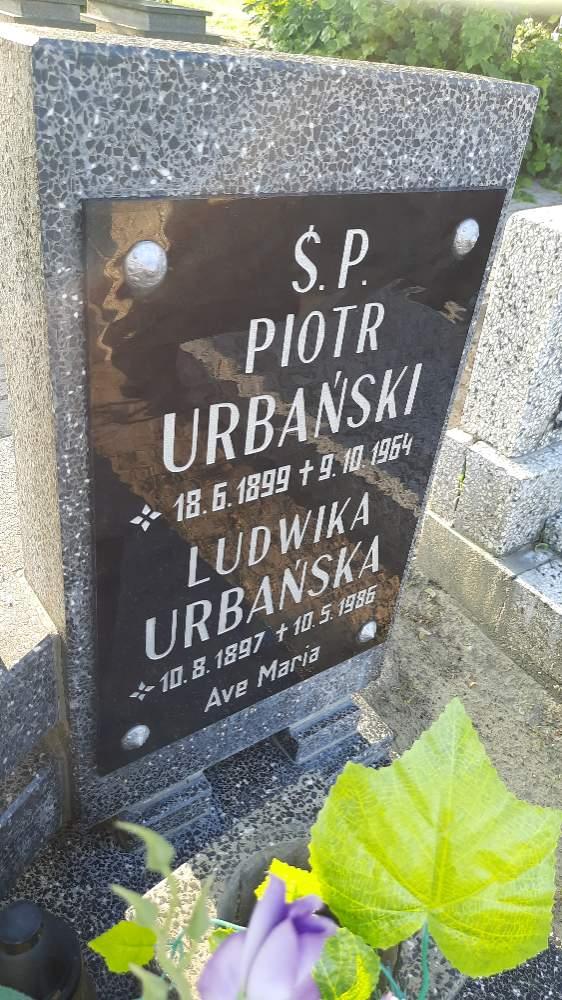 Ś.P.
PIOTR
URBAŃSKI
18.6.1899 + 9.10.1964
LUDWIKA
URBAŃSKA
10.8.1897 + 10.5.1986
Ave Maria